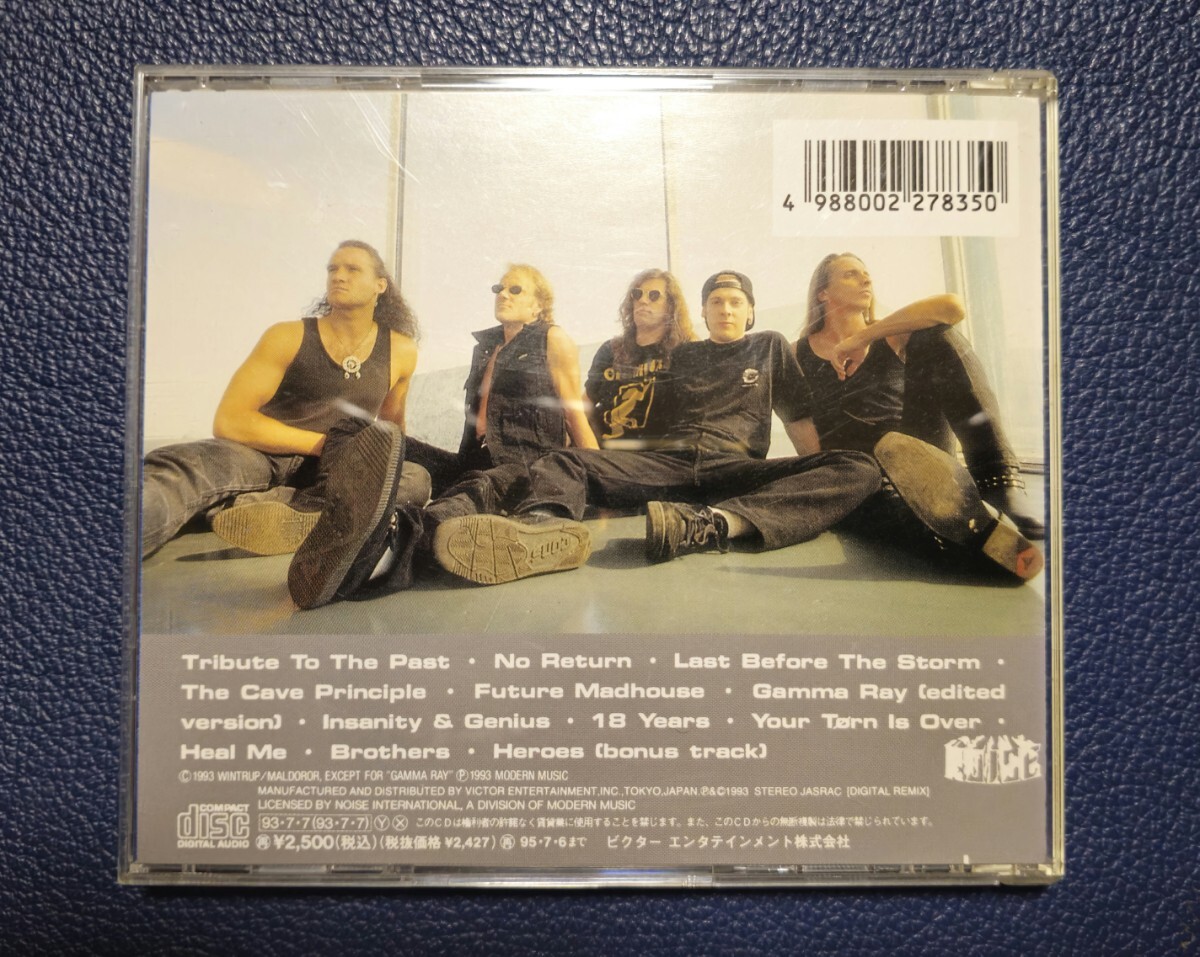 4 988002 278350
Tribute To The Past · No Return · Last Before The Storm ·
The Cave Principle · Future Madhouse · Gamma Ray (edited
version) · Insanity & Genius · 18 Years · Your Tørn Is Over ·
Heal Me · Brothers · Heroes (bonus track)
NOISE
©1993 WINTRUP/MALDOROR, EXCEPT FOR "GAMMA RAY" ℗1993 MODERN MUSIC
MANUFACTURED AND DISTRIBUTED BY VICTOR ENTERTAINMENT,INC.,TOKYO,JAPAN.℗&©1993 STEREO JASRAC [DIGITAL REMIX]
LICENSED BY NOISE INTERNATIONAL, A DIVISION OF MODERN MUSIC
COMPACT
disc
DIGITAL AUDIO
93・7・7(93・7・7) Ⓨ Ⓧ このCDは権利者の許諾なく賃貸業に使用することを禁じます。また、このCDからの無断複製は法律で禁じられています。
㊢¥2,500(税込)(税抜価格 ¥2,427) ㊢ 95・7・6まで ビクター エンタテインメント株式会社